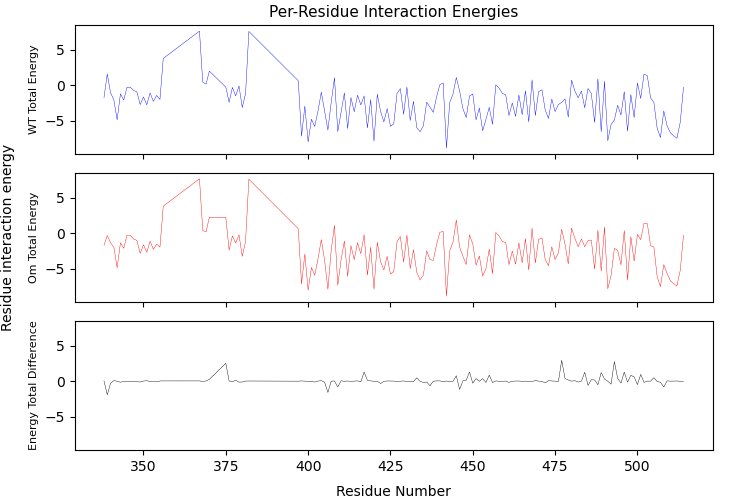 Per-Residue Interaction Energies
Residue interaction energy
WT Total Energy
5
0
−5
Om Total Energy
5
0
−5
Energy Total Difference
5
0
−5
350 375 400 425 450 475 500
Residue Number